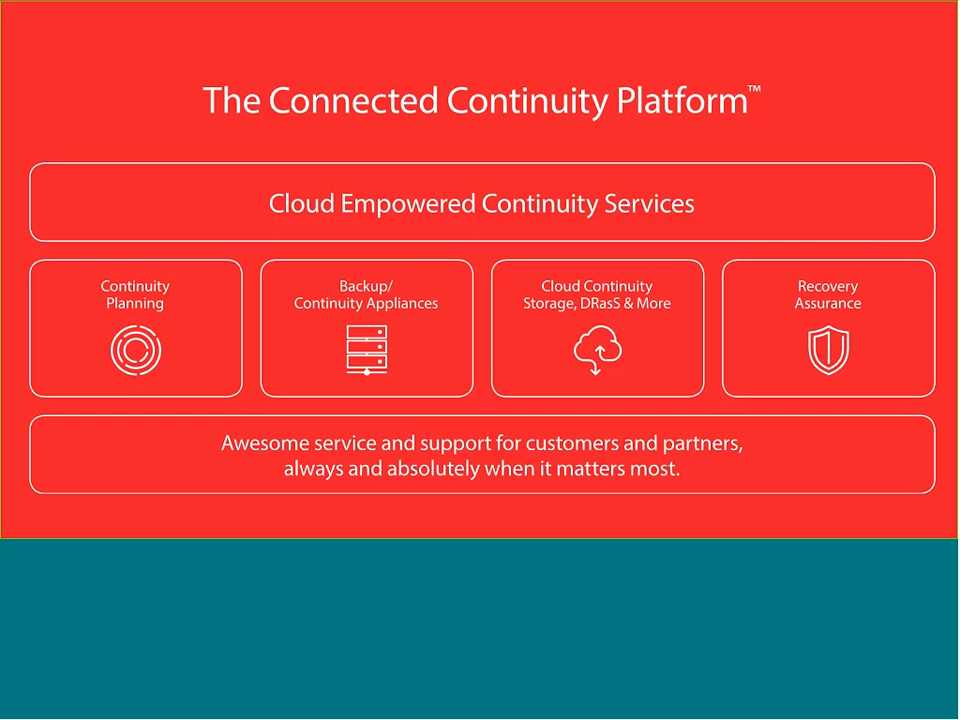 The Connected Continuity Platform™
Cloud Empowered Continuity Services
Continuity
Planning
Backup/
Continuity Appliances
Cloud Continuity
Storage, DRasS & More
Recovery
Assurance
Awesome service and support for customers and partners,
always and absolutely when it matters most.